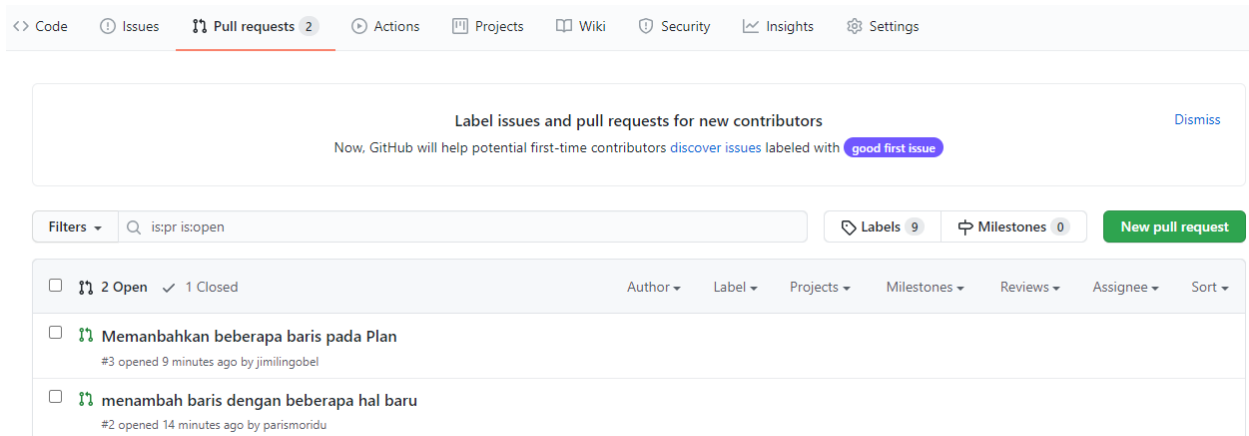 Code Issues Pull requests 2 Actions Projects Wiki Security Insights Settings
Label issues and pull requests for new contributors
Dismiss
Now, GitHub will help potential first-time contributors discover issues labeled with good first issue
Filters is:pr is:open Labels 9 Milestones 0 New pull request
2 Open 1 Closed Author Label Projects Milestones Reviews Assignee Sort
Memanbahkan beberapa baris pada Plan
#3 opened 9 minutes ago by jimilingobel
menambah baris dengan beberapa hal baru
#2 opened 14 minutes ago by parismoridu